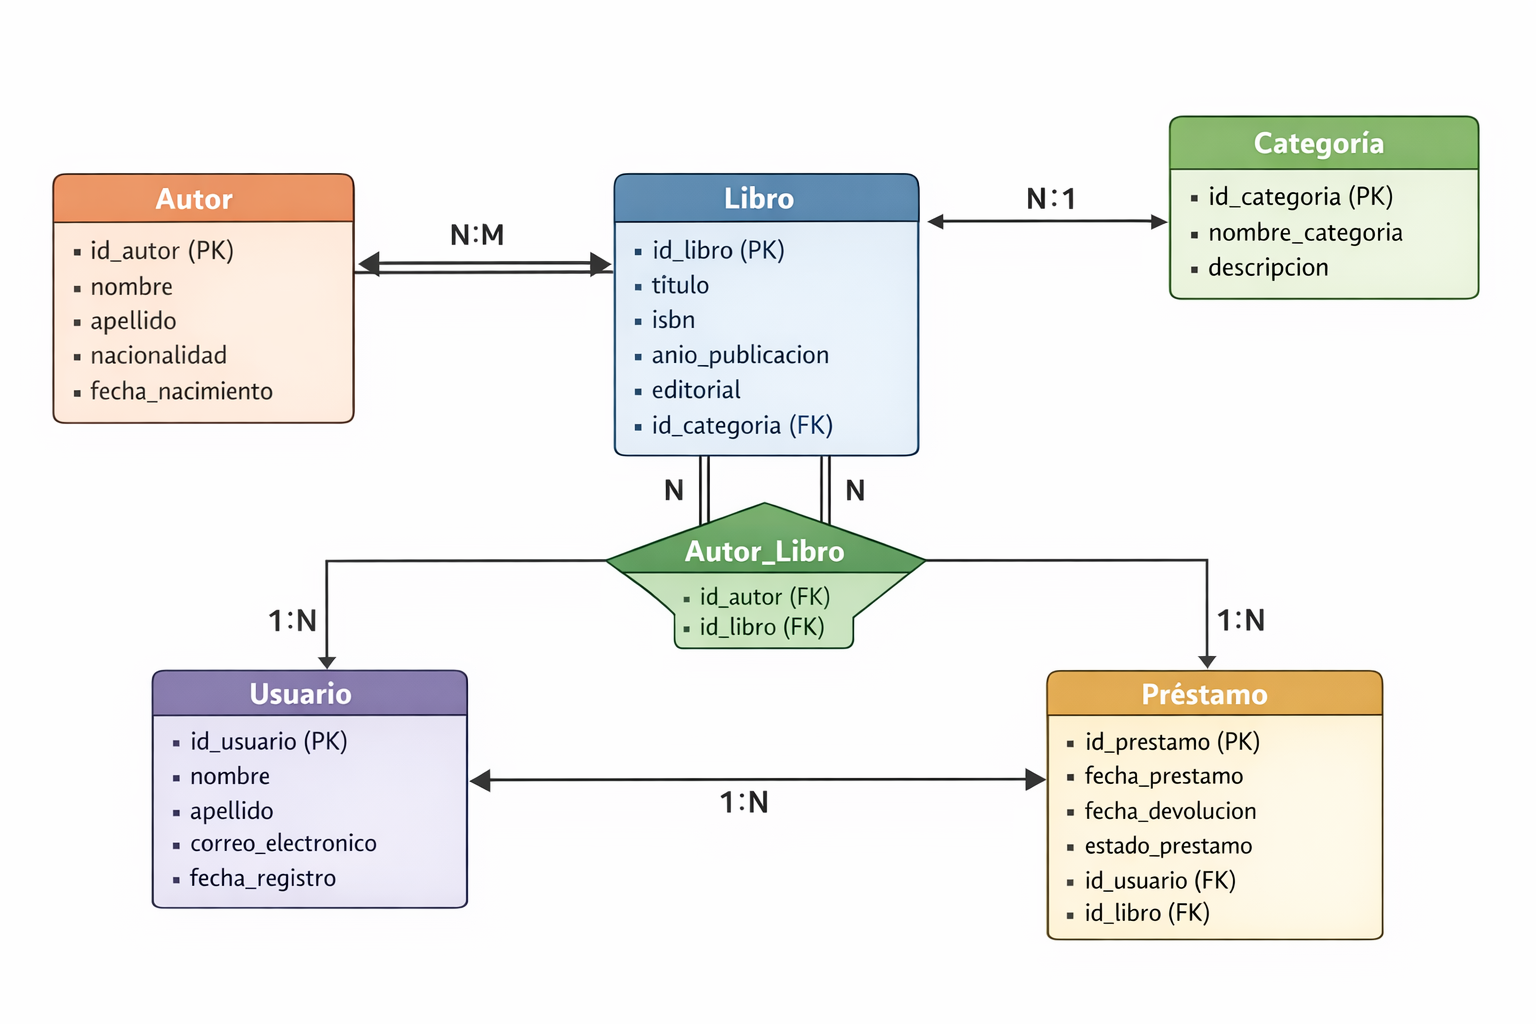 Autor
▪ id_autor (PK)
▪ nombre
▪ apellido
▪ nacionalidad
▪ fecha_nacimiento
N:M
Libro
▪ id_libro (PK)
▪ titulo
▪ isbn
▪ anio_publicacion
▪ editorial
▪ id_categoria (FK)
N:1
Categoría
▪ id_categoria (PK)
▪ nombre_categoria
▪ descripcion
N
N
Autor_Libro
▪ id_autor (FK)
▪ id_libro (FK)
1:N
1:N
Usuario
▪ id_usuario (PK)
▪ nombre
▪ apellido
▪ correo_electronico
▪ fecha_registro
1:N
Préstamo
▪ id_prestamo (PK)
▪ fecha_prestamo
▪ fecha_devolucion
▪ estado_prestamo
▪ id_usuario (FK)
▪ id_libro (FK)